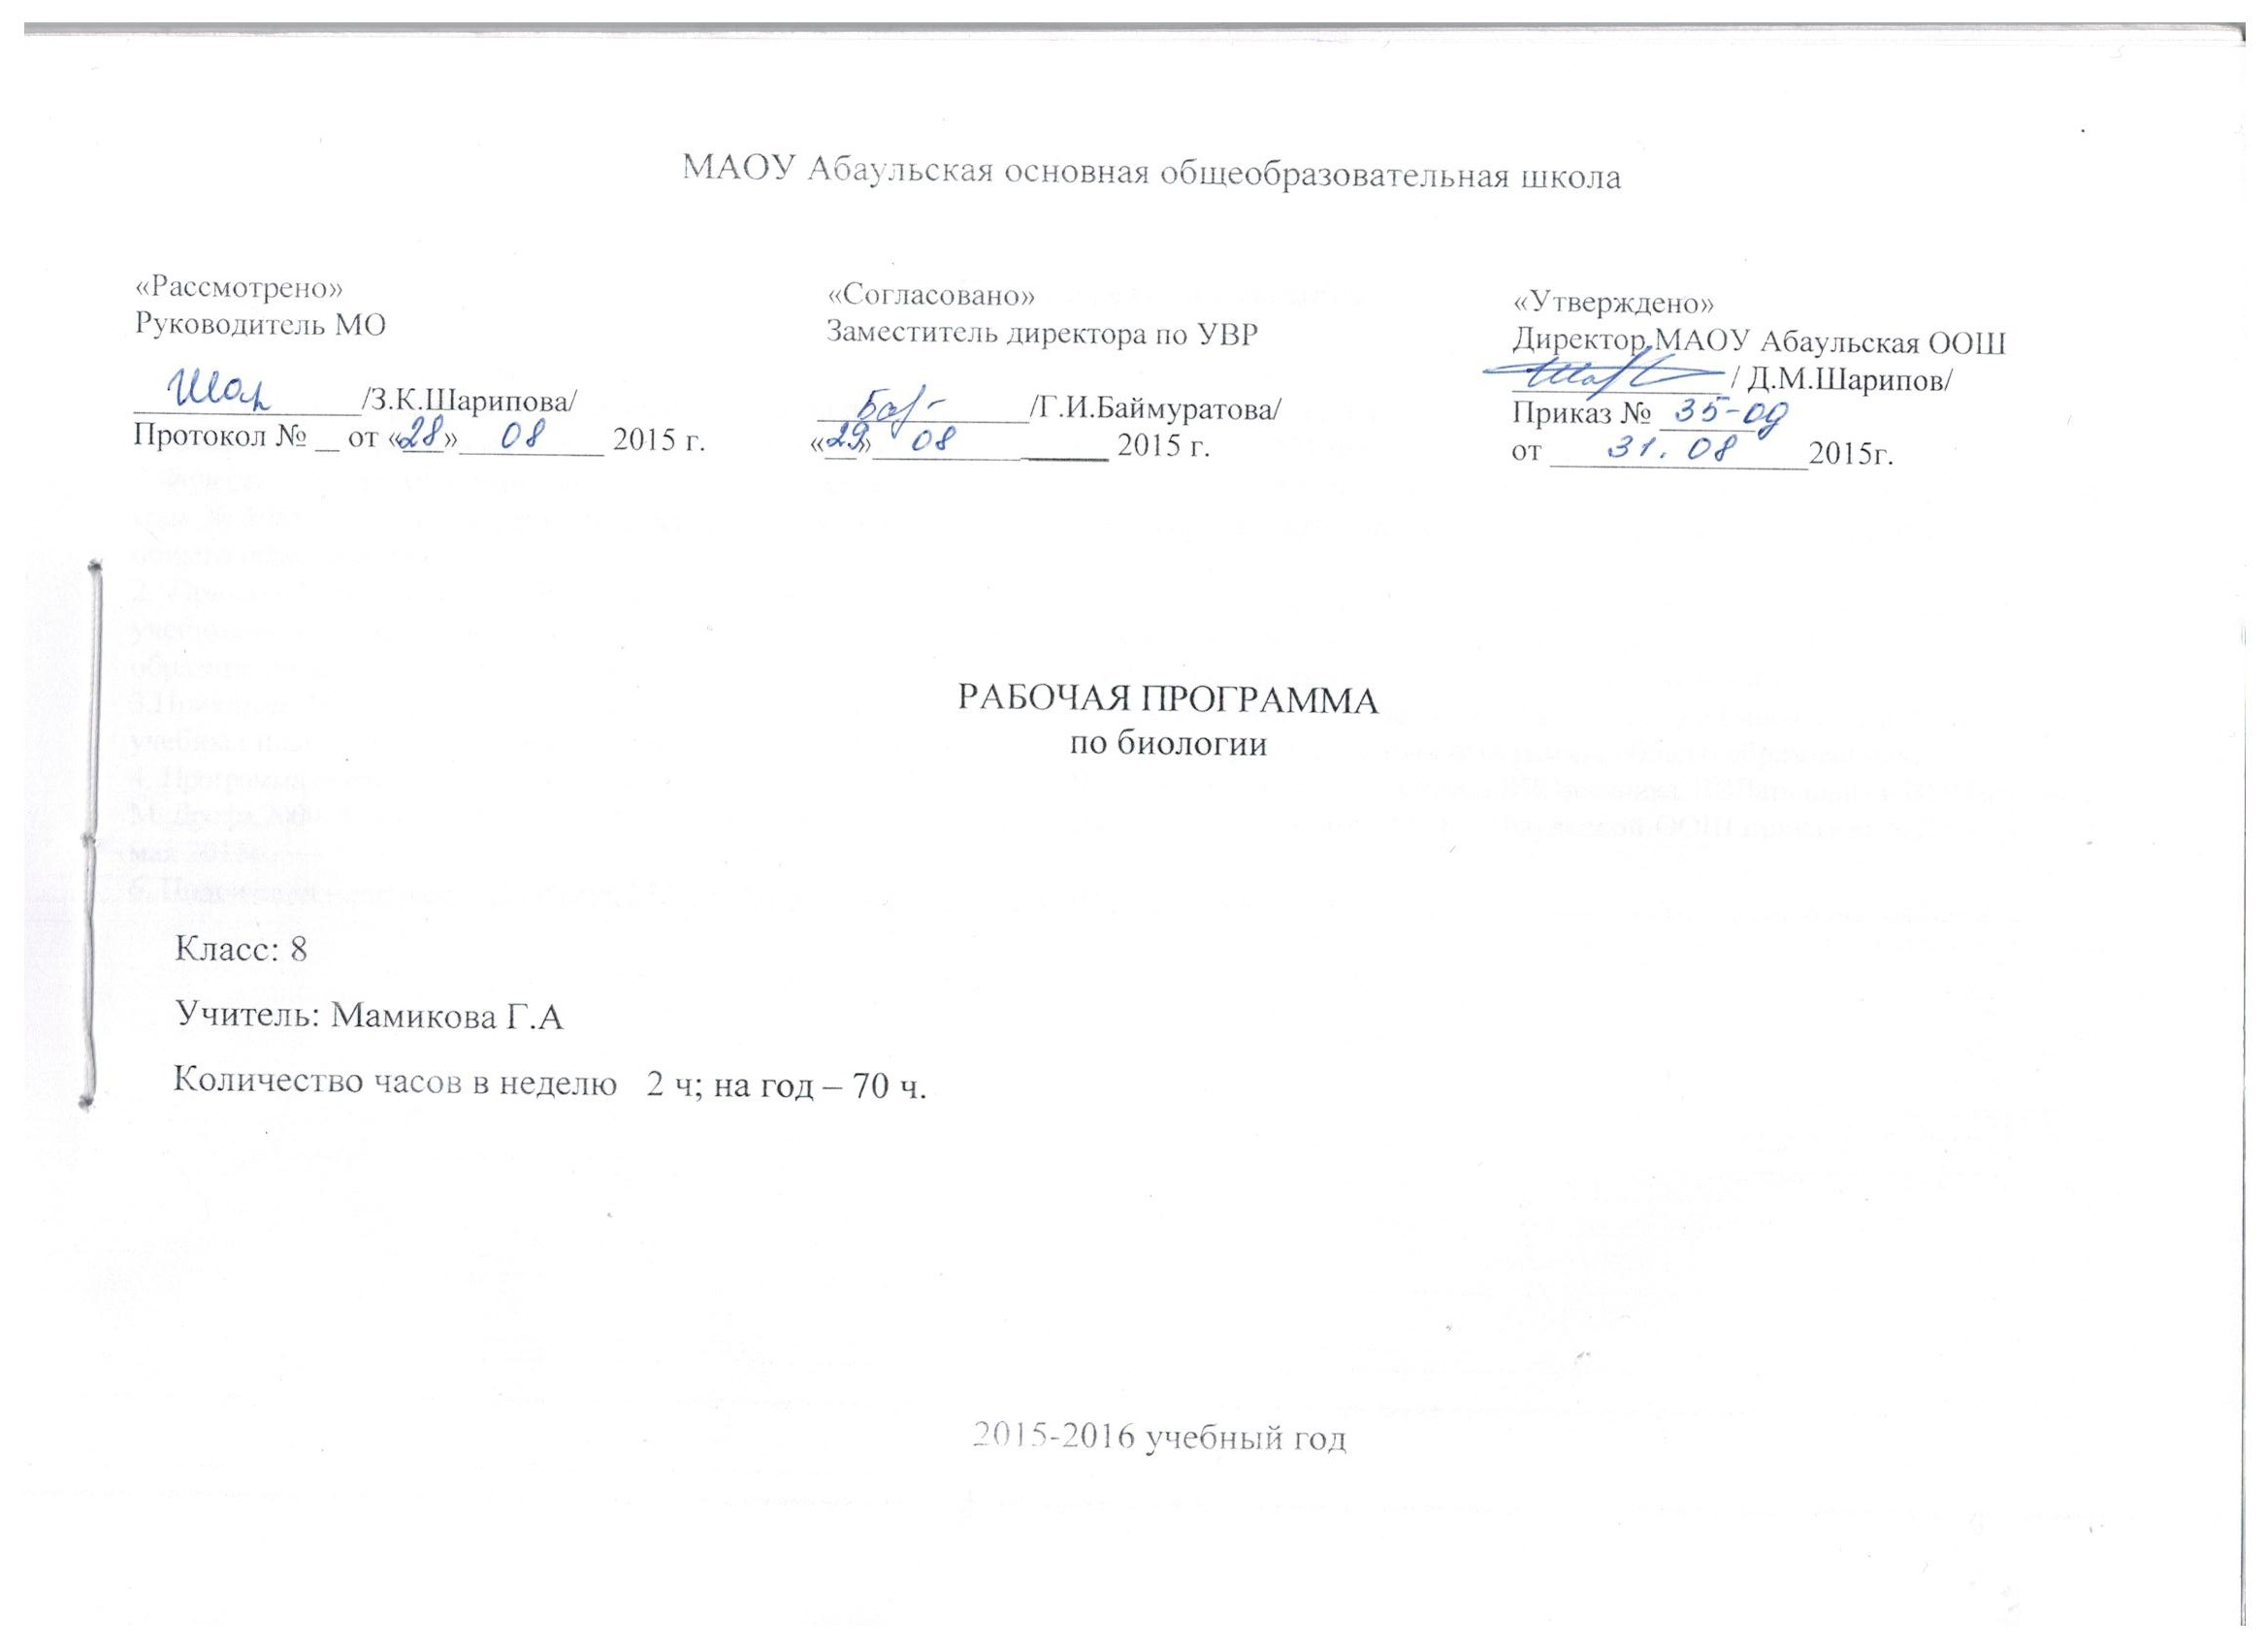 МАОУ Абаульская основная общеобразовательная школа
«Рассмотрено»
Руководитель МО
/З.К.Шарипова/
Протокол № __ от «28» 08 2015 г.
«Согласовано»
Заместитель директора по УВР
/Г.И.Баймуратова/
«29» 08 2015 г.
«Утверждено»
Директор МАОУ Абаульская ООШ
/ Д.М.Шарипов/
Приказ № 35-од
от 31.08 2015г.
РАБОЧАЯ ПРОГРАММА
по биологии
Класс: 8
Учитель: Мамикова Г.А
Количество часов в неделю 2 ч; на год – 70 ч.
2015-2016 учебный год